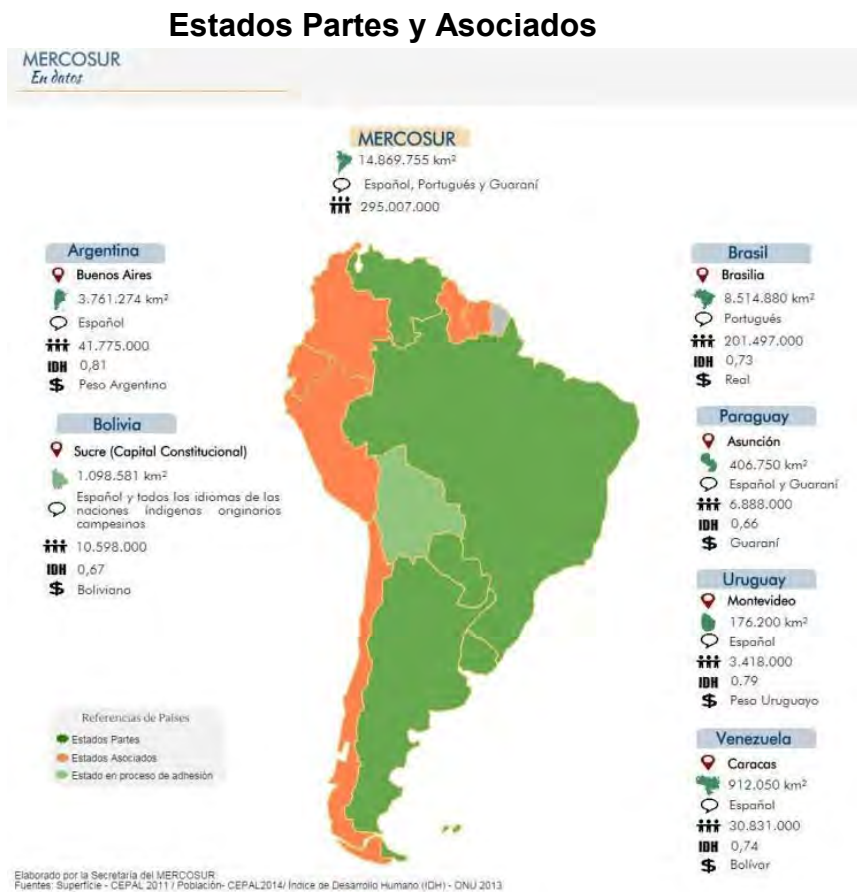 Estados Partes y Asociados
MERCOSUR
En datos
MERCOSUR
14.869.755 km²
Español, Portugués y Guaraní
295.007.000
Argentina
Buenos Aires
3.761.274 km²
Español
41.775.000
IDH 0,81
$ Peso Argentino
Bolivia
Sucre (Capital Constitucional)
1.098.581 km²
Español y todos los idiomas de las
naciones indígenas originarios
campesinos
10.598.000
IDH 0,67
$ Boliviano
Brasil
Brasilia
8.514.880 km²
Portugués
201.497.000
IDH 0,73
$ Real
Paraguay
Asunción
406.750 km²
Español y Guaraní
6.888.000
IDH 0,66
$ Guaraní
Uruguay
Montevideo
176.200 km²
Español
3.418.000
IDH 0.79
$ Peso Uruguayo
Venezuela
Caracas
912.050 km²
Español
30.831.000
IDH 0,74
$ Bolívar
Referencias de Países
Estados Partes
Estados Asociados
Estado en proceso de adhesión
Elaborado por la Secretaría del MERCOSUR
Fuentes: Superficie - CEPAL 2011 / Población- CEPAL2014/ Índice de Desarrollo Humano (IDH) - ONU 2013